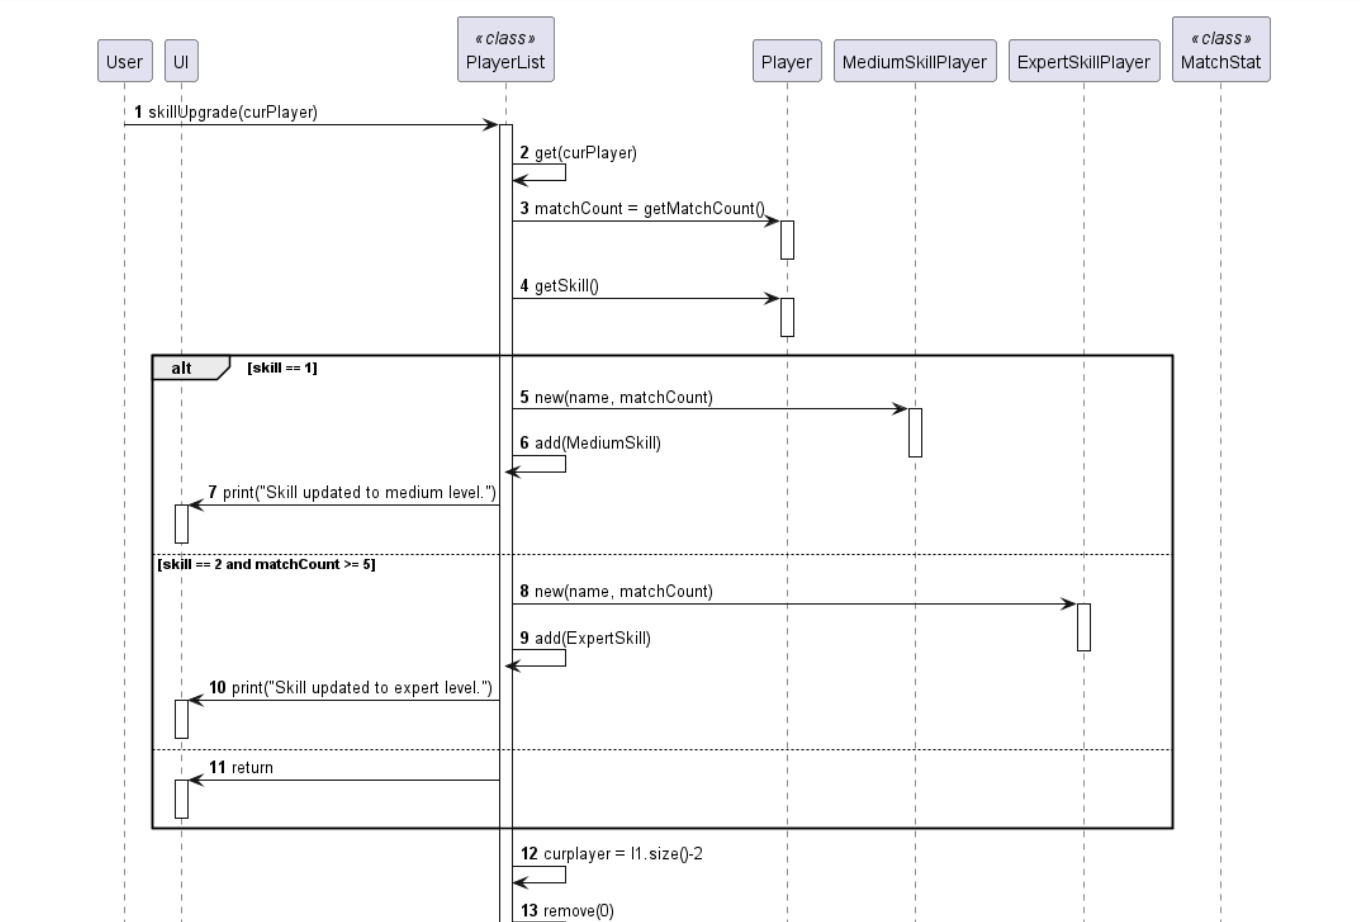 «class»
«class»
User
UI
PlayerList
Player
MediumSkillPlayer
ExpertSkillPlayer
MatchStat
1 skillUpgrade(curPlayer)
2 get(curPlayer)
3 matchCount = getMatchCount()
4 getSkill()
alt
[skill == 1]
5 new(name, matchCount)
6 add(MediumSkill)
7 print("Skill updated to medium level.")
[skill == 2 and matchCount >= 5]
8 new(name, matchCount)
9 add(ExpertSkill)
10 print("Skill updated to expert level.")
11 return
12 curplayer = l1.size()-2
13 remove(0)